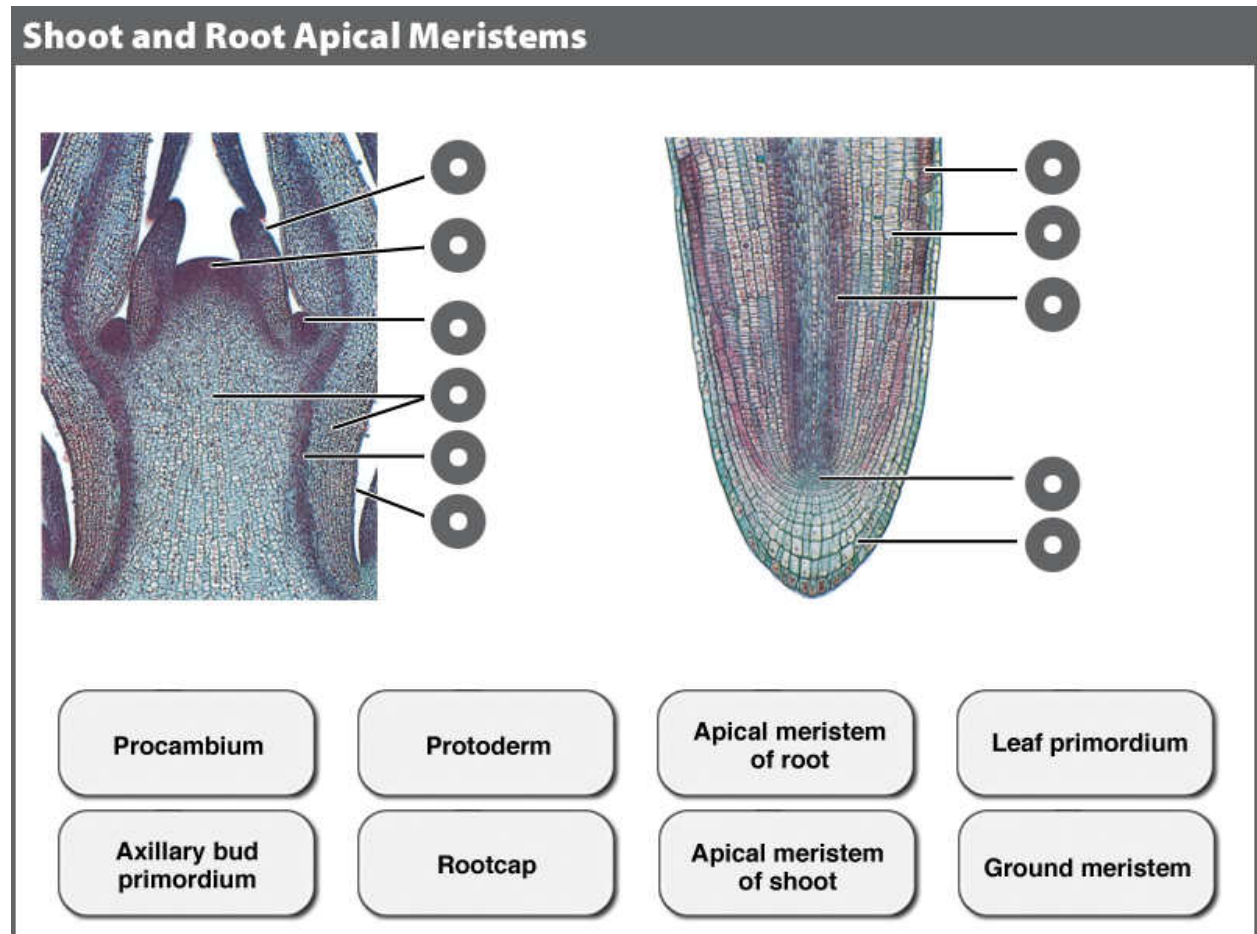 Shoot and Root Apical Meristems
Procambium
Protoderm
Apical meristem
of root
Leaf primordium
Axillary bud
primordium
Rootcap
Apical meristem
of shoot
Ground meristem